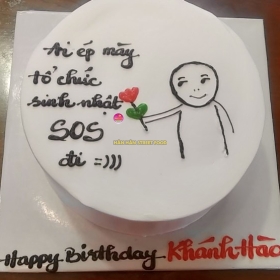 Ai ép mày
tổ chức
sinh nhật
SOS
đi =)))
Happy Birthday Khánh Hào